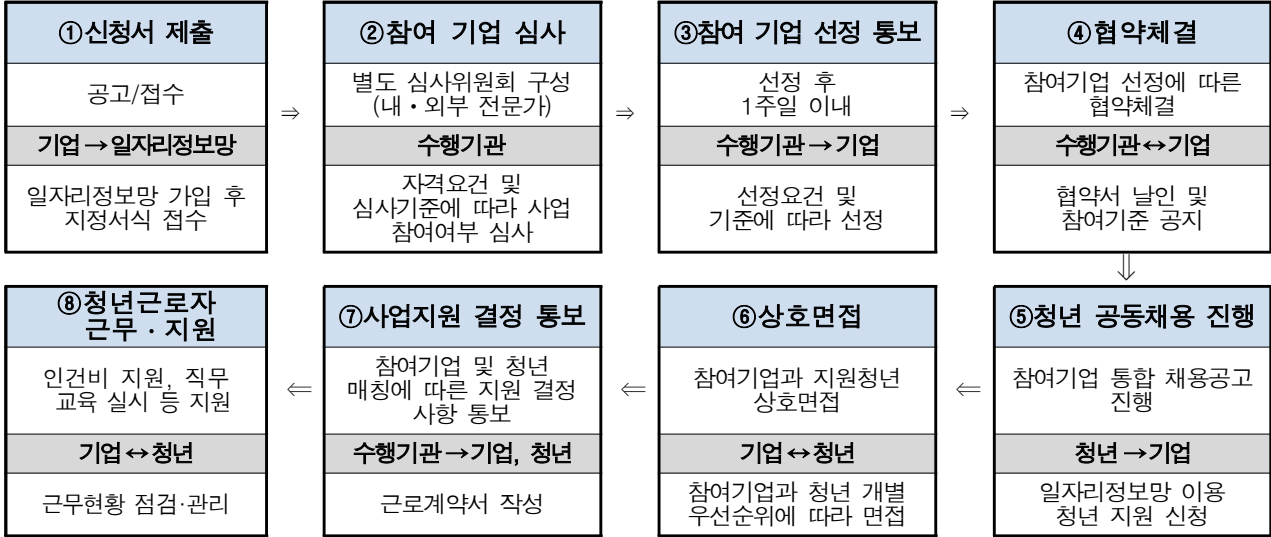 ①신청서 제출
공고/접수
기업→일자리정보망
일자리정보망 가입 후
지정서식 접수
⇒
②참여 기업 심사
별도 심사위원회 구성
(내·외부 전문가)
수행기관
자격요건 및
심사기준에 따라 사업
참여여부 심사
⇒
③참여 기업 선정 통보
선정 후
1주일 이내
수행기관→기업
선정요건 및
기준에 따라 선정
⇒
④협약체결
참여기업 선정에 따른
협약체결
수행기관↔기업
협약서 날인 및
참여기준 공지
⇓
⑤청년 공동채용 진행
참여기업 통합 채용공고
진행
청년→기업
일자리정보망 이용
청년 지원 신청
⇐
⑥상호면접
참여기업과 지원청년
상호면접
기업↔청년
참여기업과 청년 개별
우선순위에 따라 면접
⇐
⑦사업지원 결정 통보
참여기업 및 청년
매칭에 따른 지원 결정
사항 통보
수행기관→기업, 청년
근로계약서 작성
⇐
⑧청년근로자
근무·지원
인건비 지원, 직무
교육 실시 등 지원
기업↔청년
근무현황 점검·관리